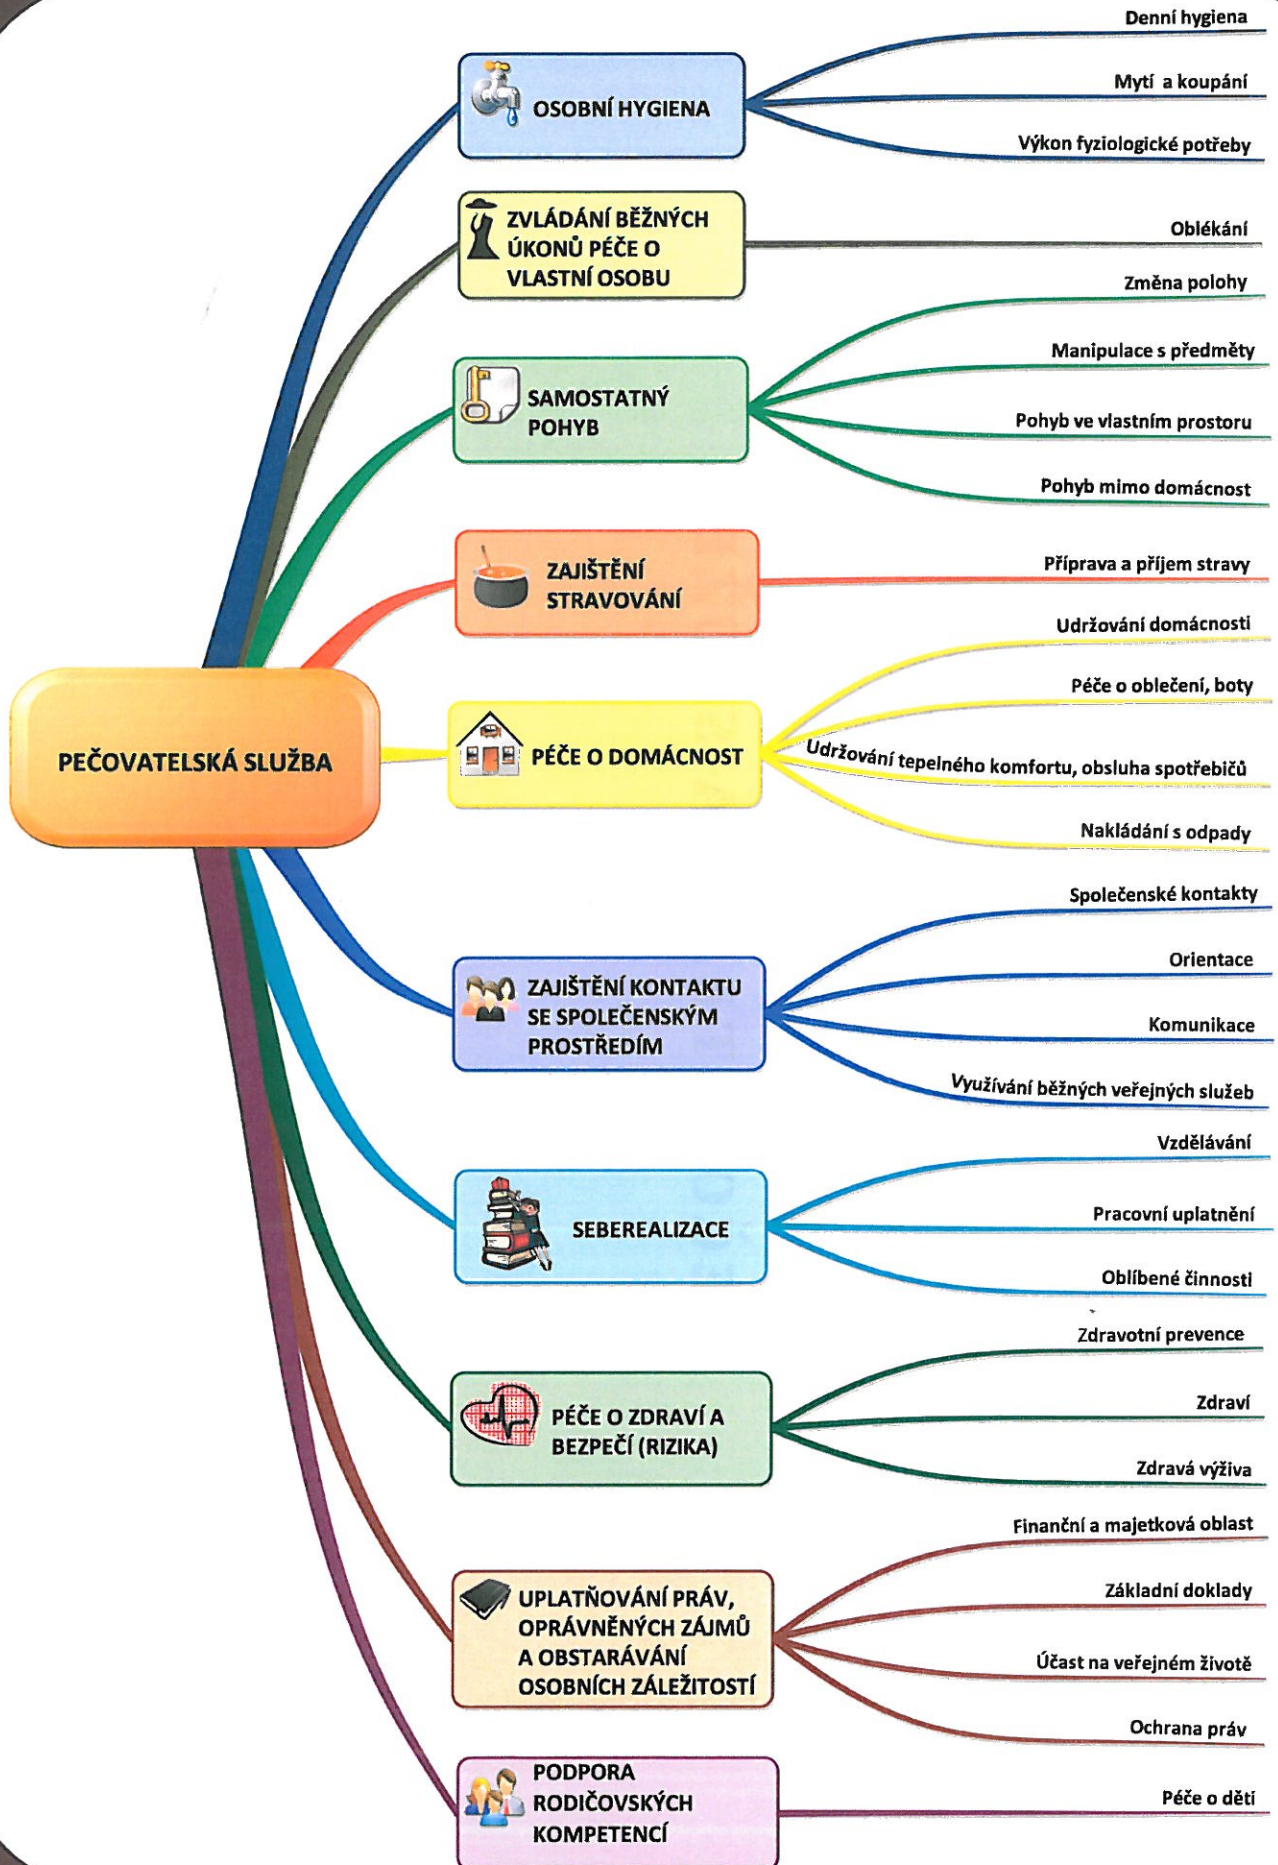 Denní hygiena
OSOBNÍ HYGIENA
Mytí a koupání
Výkon fyziologické potřeby
ZVLÁDÁNÍ BĚŽNÝCH
ÚKONŮ PÉČE O
VLASTNÍ OSOBU
Oblékání
SAMOSTATNÝ
POHYB
Změna polohy
Manipulace s předměty
Pohyb ve vlastním prostoru
Pohyb mimo domácnost
ZAJIŠTĚNÍ
STRAVOVÁNÍ
Příprava a příjem stravy
PEČOVATELSKÁ SLUŽBA
PÉČE O DOMÁCNOST
Udržování domácnosti
Péče o oblečení, boty
Udržování tepelného komfortu, obsluha spotřebičů
Nakládání s odpady
ZAJIŠTĚNÍ KONTAKTU
SE SPOLEČENSKÝM
PROSTŘEDÍM
Společenské kontakty
Orientace
Komunikace
Využívání běžných veřejných služeb
SEBEREALIZACE
Vzdělávání
Pracovní uplatnění
Oblíbené činnosti
PÉČE O ZDRAVÍ A
BEZPEČÍ (RIZIKA)
Zdravotní prevence
Zdraví
Zdravá výživa
UPLATŇOVÁNÍ PRÁV,
OPRÁVNĚNÝCH ZÁJMŮ
A OBSTARÁVÁNÍ
OSOBNÍCH ZÁLEŽITOSTÍ
Finanční a majetková oblast
Základní doklady
Účast na veřejném životě
Ochrana práv
PODPORA
RODIČOVSKÝCH
KOMPETENCÍ
Péče o děti